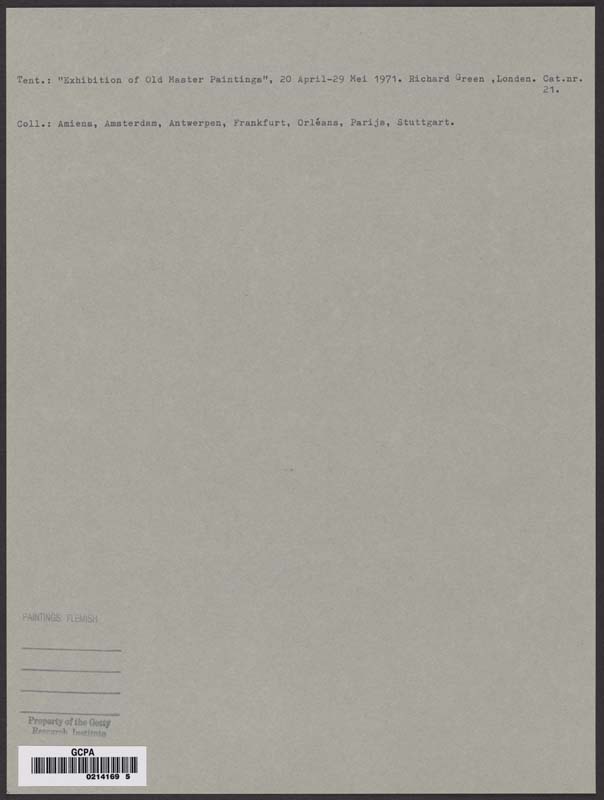 Tent.: "Exhibition of Old Master Paintings", 20 April-29 Mei 1971. Richard Green ,Londen. Cat.nr.
21.
Coll.: Amiens, Amsterdam, Antwerpen, Frankfurt, Orléans, Parijs, Stuttgart.
PAINTINGS: FLEMISH
Property of the Getty
Research Institute
GCPA
0214169 S